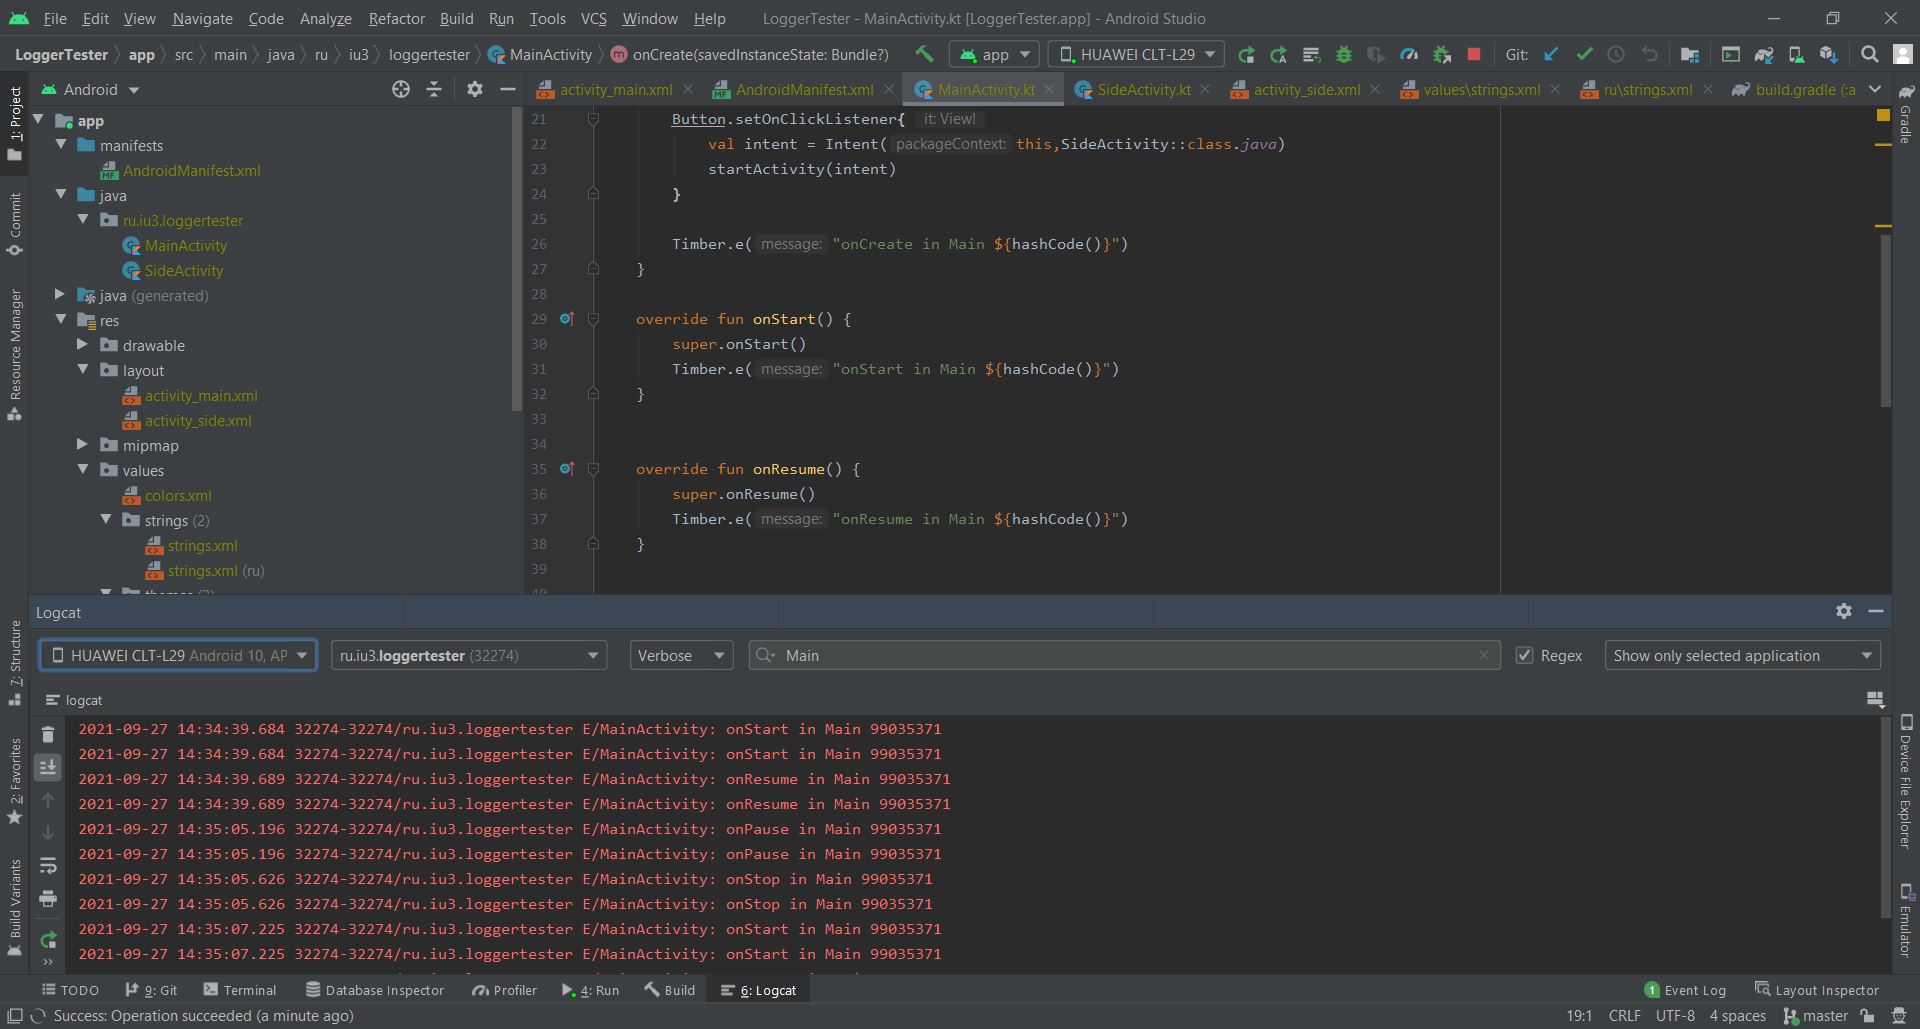 File Edit View Navigate Code Analyze Refactor Build Run Tools VCS Window Help LoggerTester - MainActivity.kt [LoggerTester.app] - Android Studio
LoggerTester app src main java ru iu3 loggertester MainActivity onCreate(savedInstanceState: Bundle?) app HUAWEI CLT-L29 Git:
Android
activity_main.xml AndroidManifest.xml MainActivity.kt SideActivity.kt activity_side.xml values\strings.xml ru\strings.xml build.gradle (:a
1: Project
Commit
Resource Manager
7: Structure
2: Favorites
Build Variants
app
manifests
AndroidManifest.xml
java
ru.iu3.loggertester
MainActivity
SideActivity
java (generated)
res
drawable
layout
activity_main.xml
activity_side.xml
mipmap
values
colors.xml
strings (2)
strings.xml
strings.xml (ru)
21 Button.setOnClickListener{ it: View!
22 val intent = Intent( packageContext: this,SideActivity::class.java)
23 startActivity(intent)
24 }
25
26 Timber.e( message: "onCreate in Main ${hashCode()}")
27 }
28
29 override fun onStart() {
30 super.onStart()
31 Timber.e( message: "onStart in Main ${hashCode()}")
32 }
33
34
35 override fun onResume() {
36 super.onResume()
37 Timber.e( message: "onResume in Main ${hashCode()}")
38 }
39
Gradle
Device File Explorer
Emulator
Logcat
HUAWEI CLT-L29 Android 10, AP ru.iu3.loggertester (32274) Verbose Main Regex Show only selected application
logcat
2021-09-27 14:34:39.684 32274-32274/ru.iu3.loggertester E/MainActivity: onStart in Main 99035371
2021-09-27 14:34:39.684 32274-32274/ru.iu3.loggertester E/MainActivity: onStart in Main 99035371
2021-09-27 14:34:39.689 32274-32274/ru.iu3.loggertester E/MainActivity: onResume in Main 99035371
2021-09-27 14:34:39.689 32274-32274/ru.iu3.loggertester E/MainActivity: onResume in Main 99035371
2021-09-27 14:35:05.196 32274-32274/ru.iu3.loggertester E/MainActivity: onPause in Main 99035371
2021-09-27 14:35:05.196 32274-32274/ru.iu3.loggertester E/MainActivity: onPause in Main 99035371
2021-09-27 14:35:05.626 32274-32274/ru.iu3.loggertester E/MainActivity: onStop in Main 99035371
2021-09-27 14:35:05.626 32274-32274/ru.iu3.loggertester E/MainActivity: onStop in Main 99035371
2021-09-27 14:35:07.225 32274-32274/ru.iu3.loggertester E/MainActivity: onStart in Main 99035371
2021-09-27 14:35:07.225 32274-32274/ru.iu3.loggertester E/MainActivity: onStart in Main 99035371
TODO 9: Git Terminal Database Inspector Profiler 4: Run Build 6: Logcat 1 Event Log Layout Inspector
Success: Operation succeeded (a minute ago) 19:1 CRLF UTF-8 4 spaces master